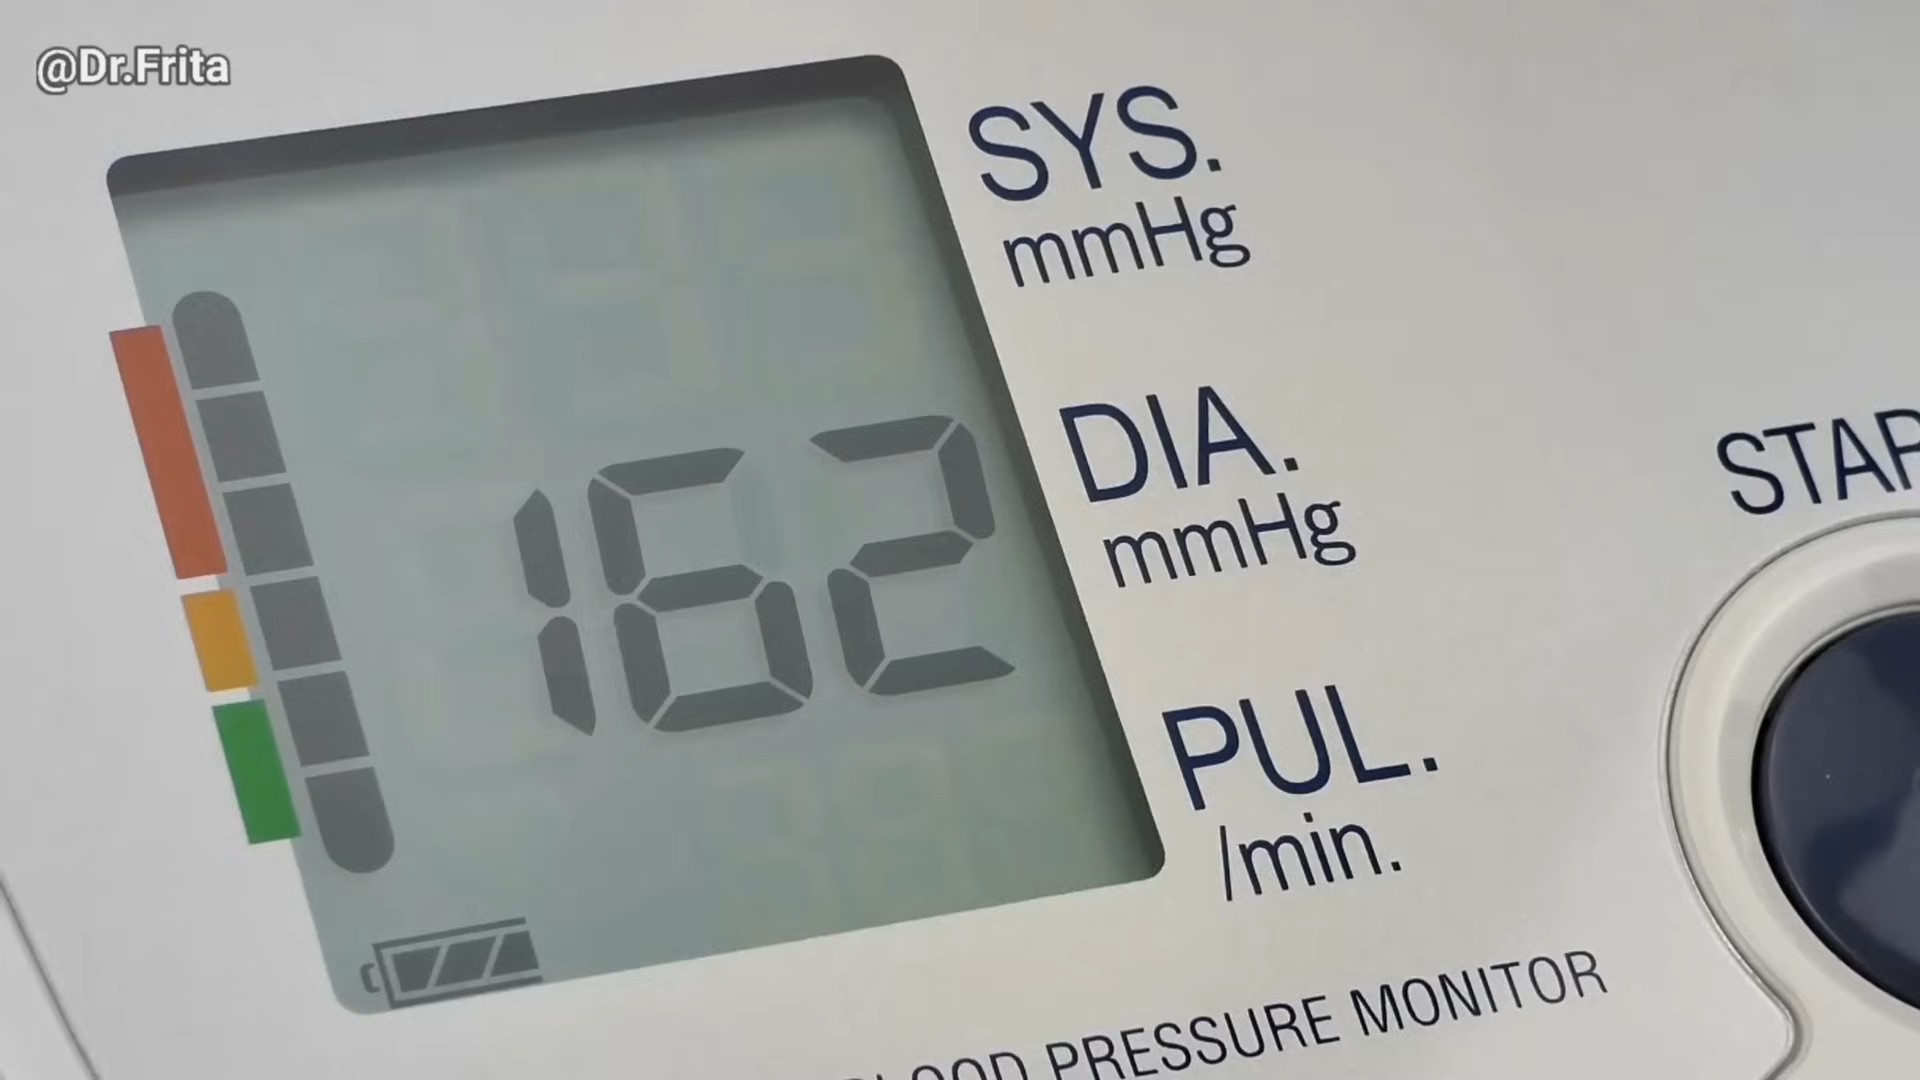 @Dr.Frita
SYS.
mmHg
DIA.
mmHg
162
PUL.
/min.
STAR
BLOOD PRESSURE MONITOR